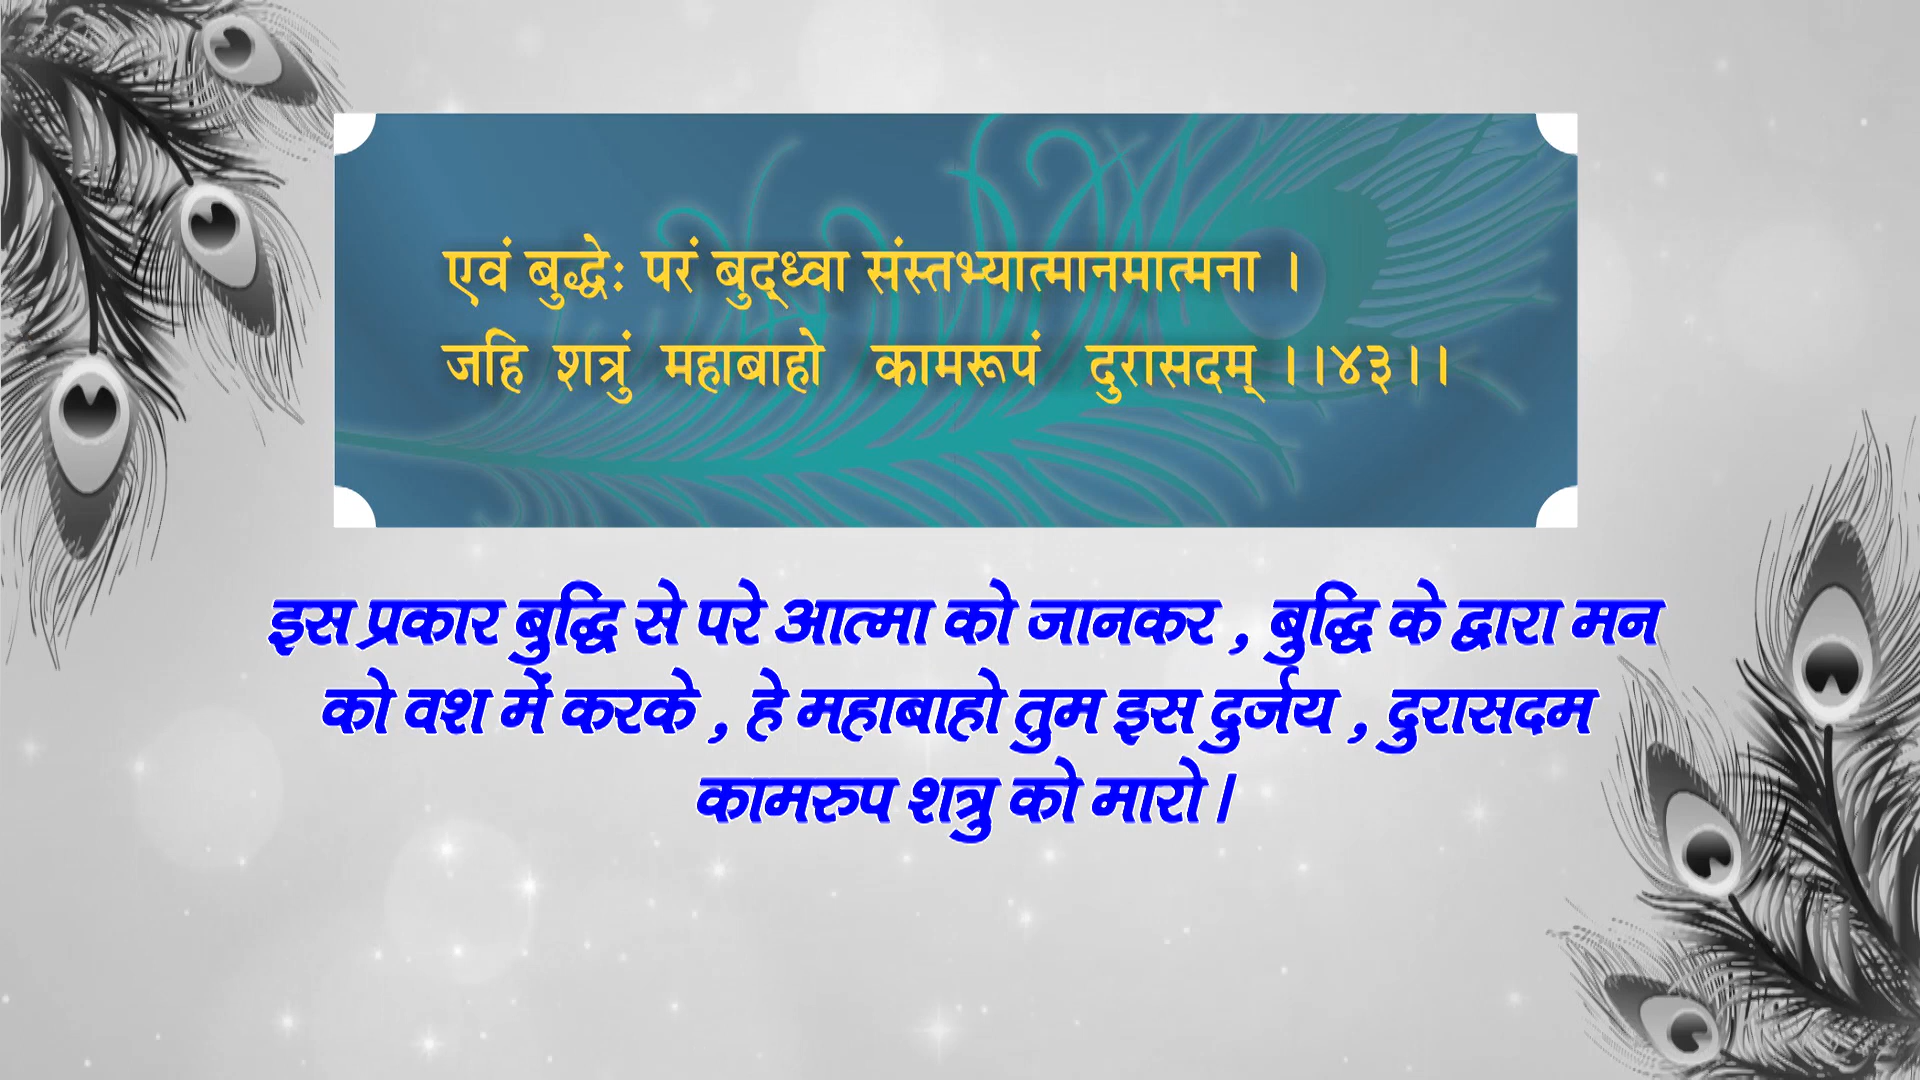 एवं बुद्धेः परं बुद्ध्वा संस्तभ्यात्मानमात्मना ।
जहि शत्रुं महाबाहो कामरूपं दुरासदम् ।।४३।।
इस प्रकार बुद्धि से परे आत्मा को जानकर , बुद्धि के द्वारा मन
को वश में करके , हे महाबाहो तुम इस दुर्जय , दुरासदम
कामरुप शत्रु को मारो ।